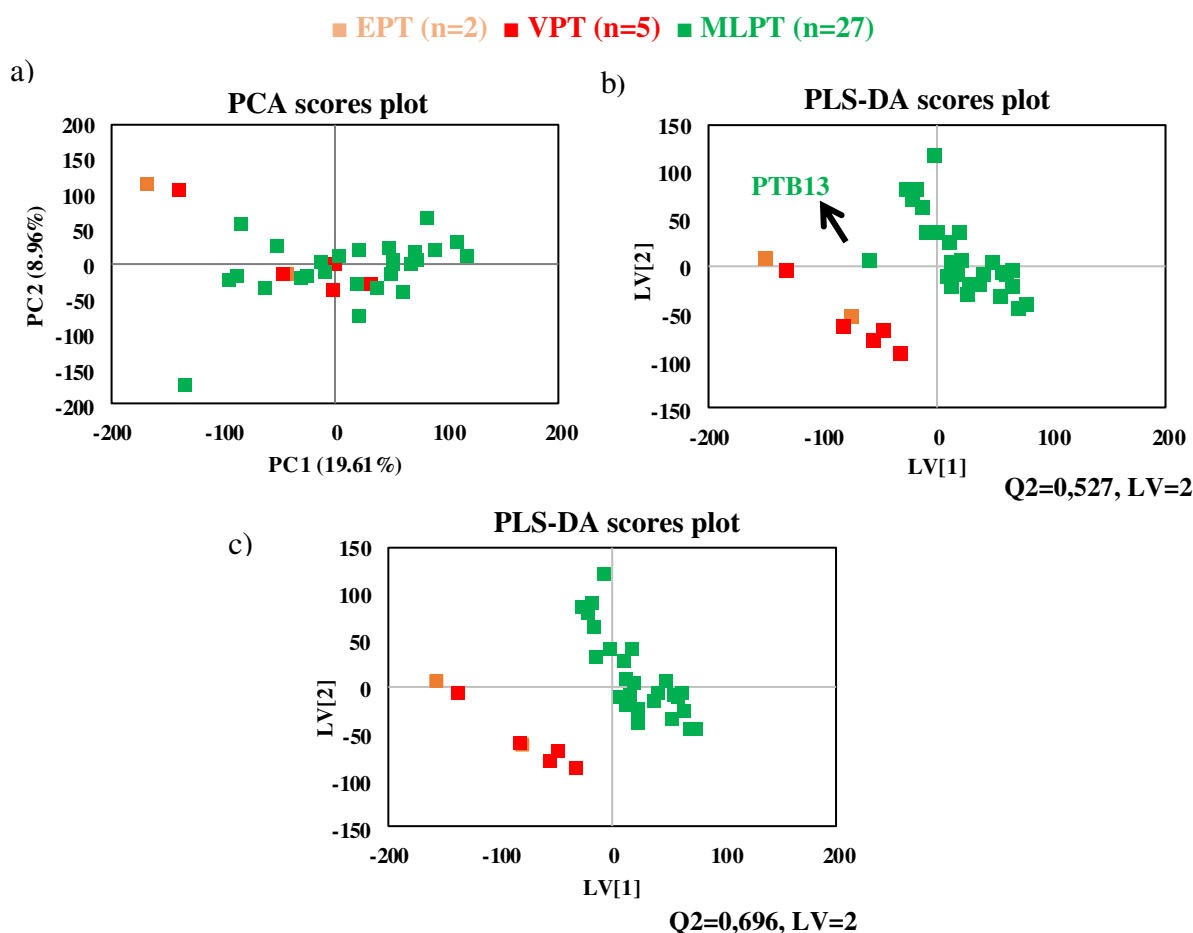 EPT (n=2) VPT (n=5) MLPT (n=27)
a)
PCA scores plot
200
150
100
50
0
-50
-100
-150
-200
PC2 (8.96%)
-200 -100 0 100 200
PC1 (19.61%)
b)
PLS-DA scores plot
150
100
50
0
-50
-100
-150
LV[2]
PTB13
-200 -100 0 100 200
LV[1]
Q2=0,527, LV=2
c)
PLS-DA scores plot
150
100
50
0
-50
-100
-150
LV[2]
-200 -100 0 100 200
LV[1]
Q2=0,696, LV=2